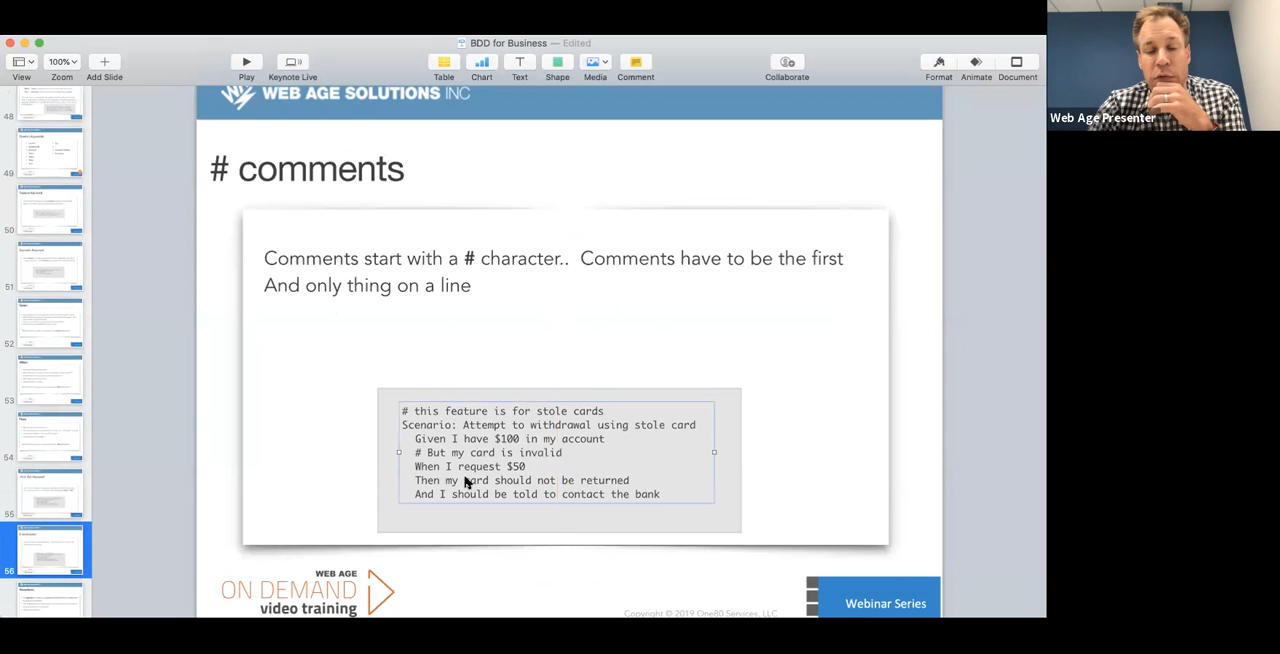 BDD for Business — Edited
100%
View
Zoom
Add Slide
Play
Keynote Live
Table
Chart
Text
Shape
Media
Comment
Collaborate
Format
Animate
Document
Web Age Presenter
48
49
50
51
52
53
54
55
56
WEB AGE SOLUTIONS INC
# comments
Comments start with a # character.. Comments have to be the first
And only thing on a line
# this feature is for stole cards
Scenario: Attempt to withdrawal using stole card
Given I have $100 in my account
# But my card is invalid
When I request $50
Then my card should not be returned
And I should be told to contact the bank
WEB AGE
ON DEMAND
video training
Copyright © 2019 One80 Services, LLC
Webinar Series